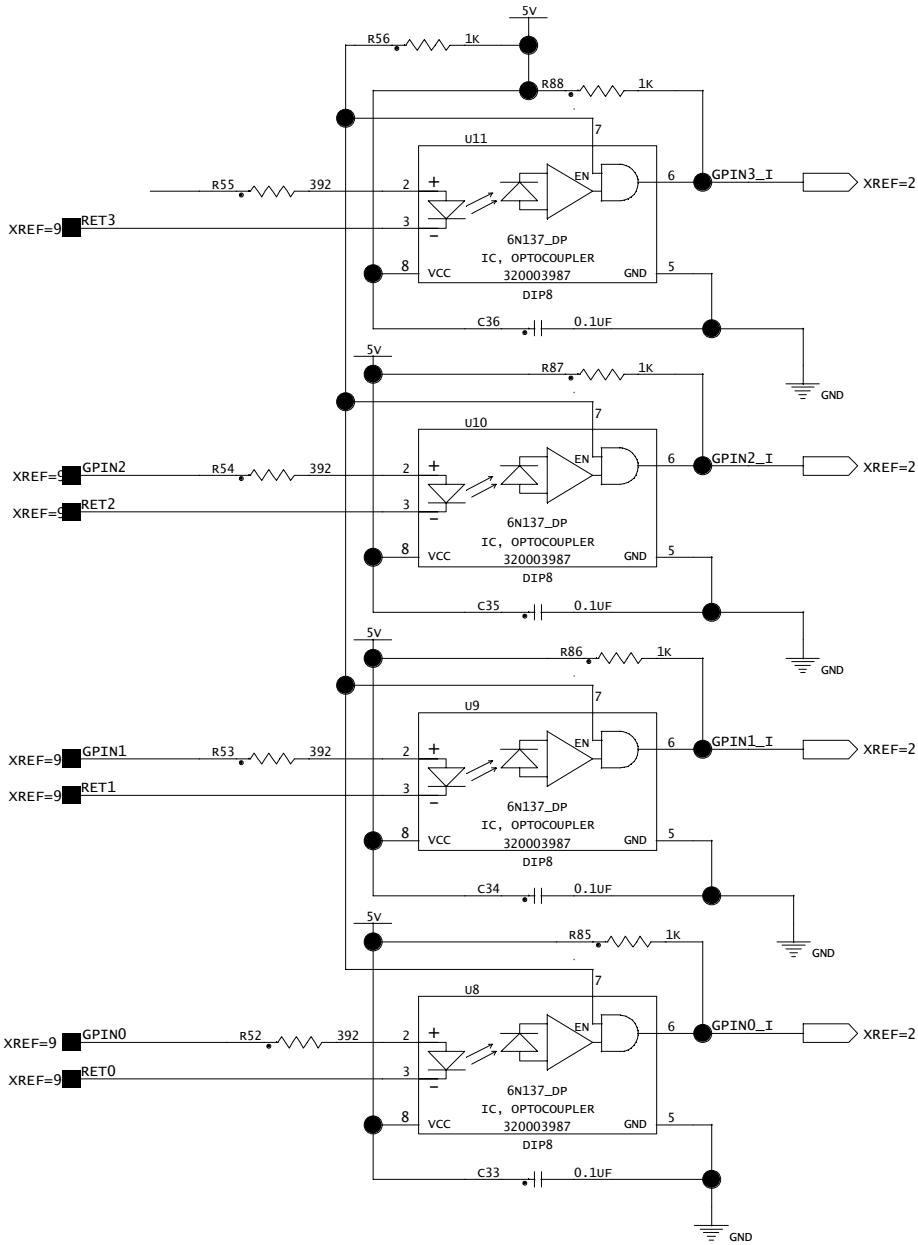 5V
R56 1K
R88 1K
7
U11
R55 392 2 + EN 6 GPIN3_I XREF=2
XREF=9 RET3 3 −
6N137_DP
IC, OPTOCOUPLER
8 VCC 320003987 GND 5
DIP8
C36 0.1UF
5V
R87 1K
GND
7
U10
XREF=9 GPIN2 R54 392 2 + EN 6 GPIN2_I XREF=2
XREF=9 RET2 3 −
6N137_DP
IC, OPTOCOUPLER
8 VCC 320003987 GND 5
DIP8
C35 0.1UF
5V
R86 1K
GND
7
U9
XREF=9 GPIN1 R53 392 2 + EN 6 GPIN1_I XREF=2
XREF=9 RET1 3 −
6N137_DP
IC, OPTOCOUPLER
8 VCC 320003987 GND 5
DIP8
C34 0.1UF
5V
R85 1K
GND
7
U8
XREF=9 GPIN0 R52 392 2 + EN 6 GPIN0_I XREF=2
XREF=9 RET0 3 −
6N137_DP
IC, OPTOCOUPLER
8 VCC 320003987 GND 5
DIP8
C33 0.1UF
GND